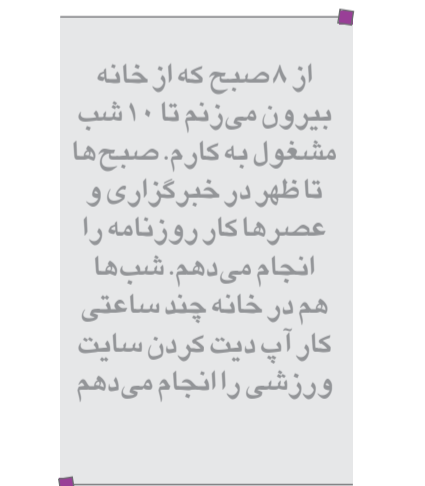 از ۸ صبح که از خانه
بیرون می‌زنم تا ۱۰ شب
مشغول به کارم. صبح‌ها
تا ظهر در خبرگزاری و
عصرها کار روزنامه را
انجام می‌دهم. شب‌ها
هم در خانه چند ساعتی
کار آپ دیت کردن سایت
ورزشی را انجام می‌دهم